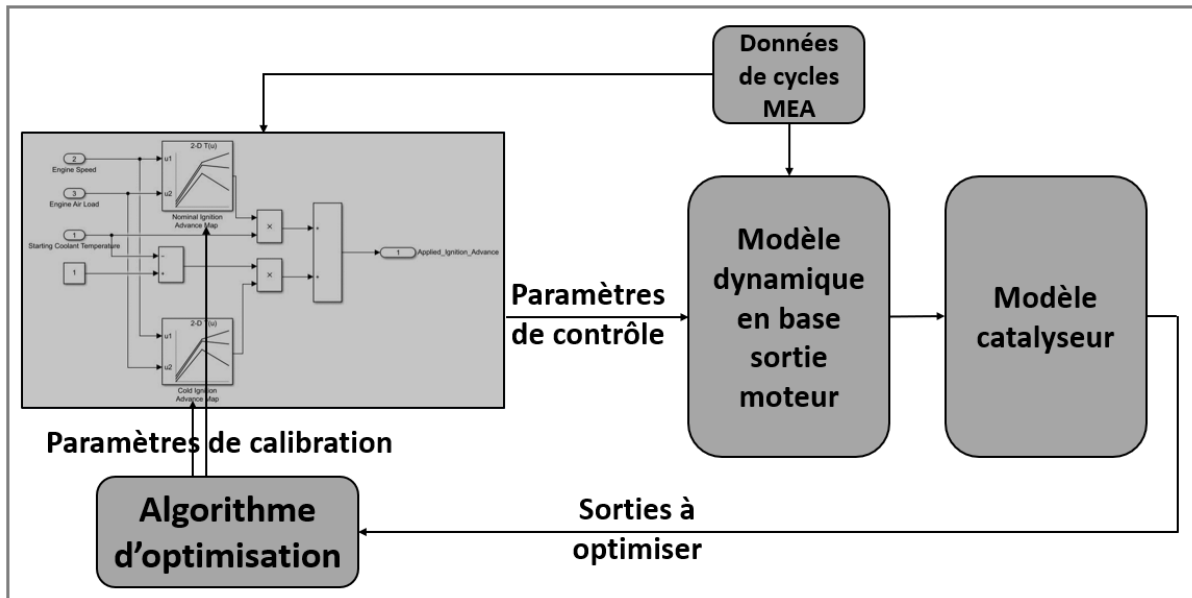 Données
de cycles
MEA
2-D T(u)
2
u1
Engine Speed
3
u2
Engine Air Load
Nominal Ignition
Advance Map
1
×
+
Starting Coolant Temperature
−
1
Applied_Ignition_Advance
1
+
×
+
2-D T(u)
u1
u2
Cold Ignition
Advance Map
Paramètres
de contrôle
Modèle
dynamique
en base
sortie
moteur
Modèle
catalyseur
Paramètres de calibration
Algorithme
d’optimisation
Sorties à
optimiser